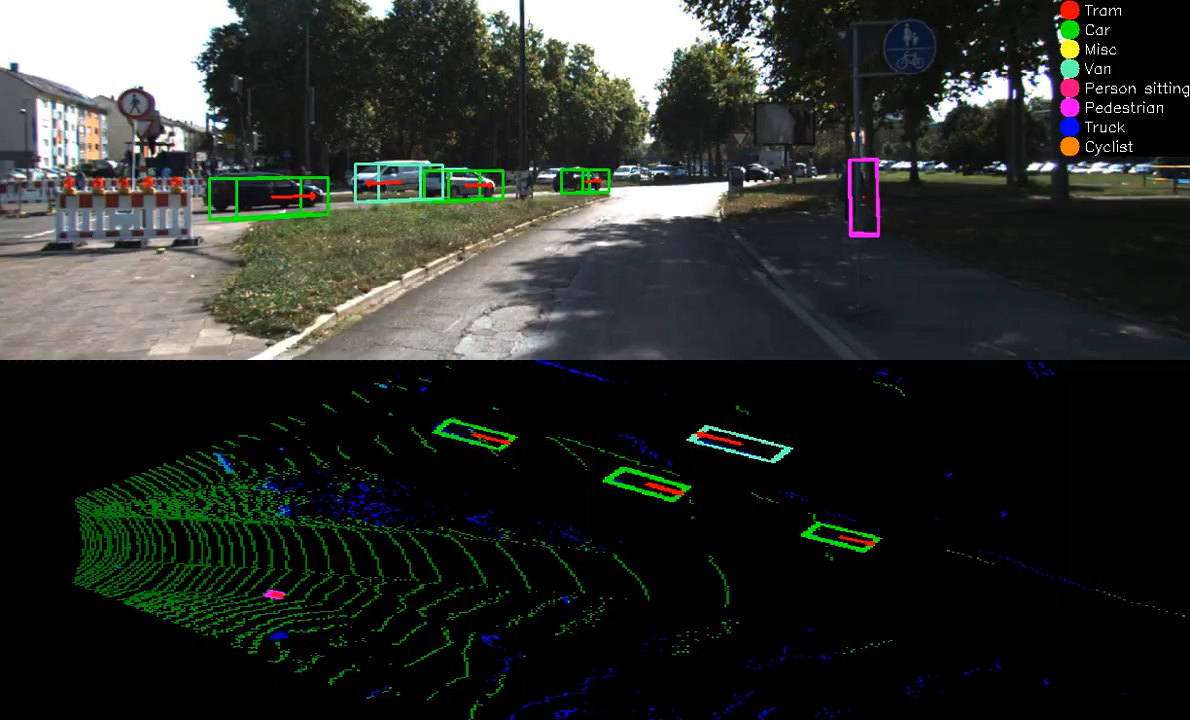 Tram
Car
Misc
Van
Person sitting
Pedestrian
Truck
Cyclist